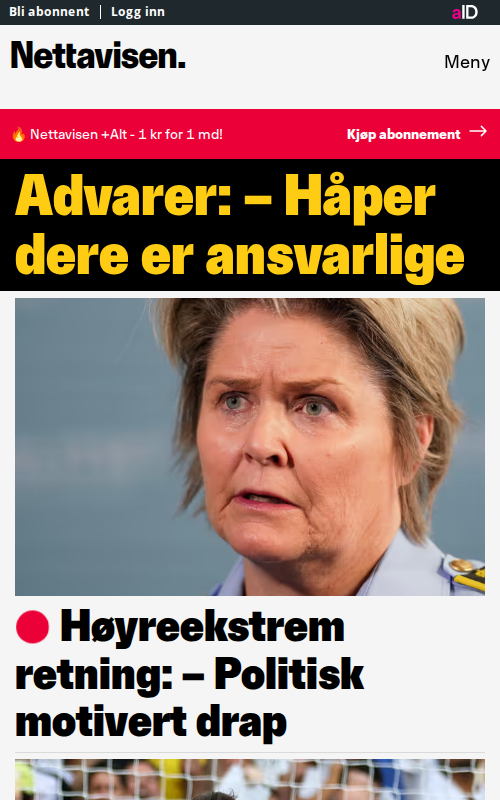 Bli abonnent | Logg inn
aID
Nettavisen.
Meny
🔥 Nettavisen +Alt - 1 kr for 1 md!
Kjøp abonnement →
Advarer: – Håper
dere er ansvarlige
🔴 Høyreekstrem
retning: – Politisk
motivert drap